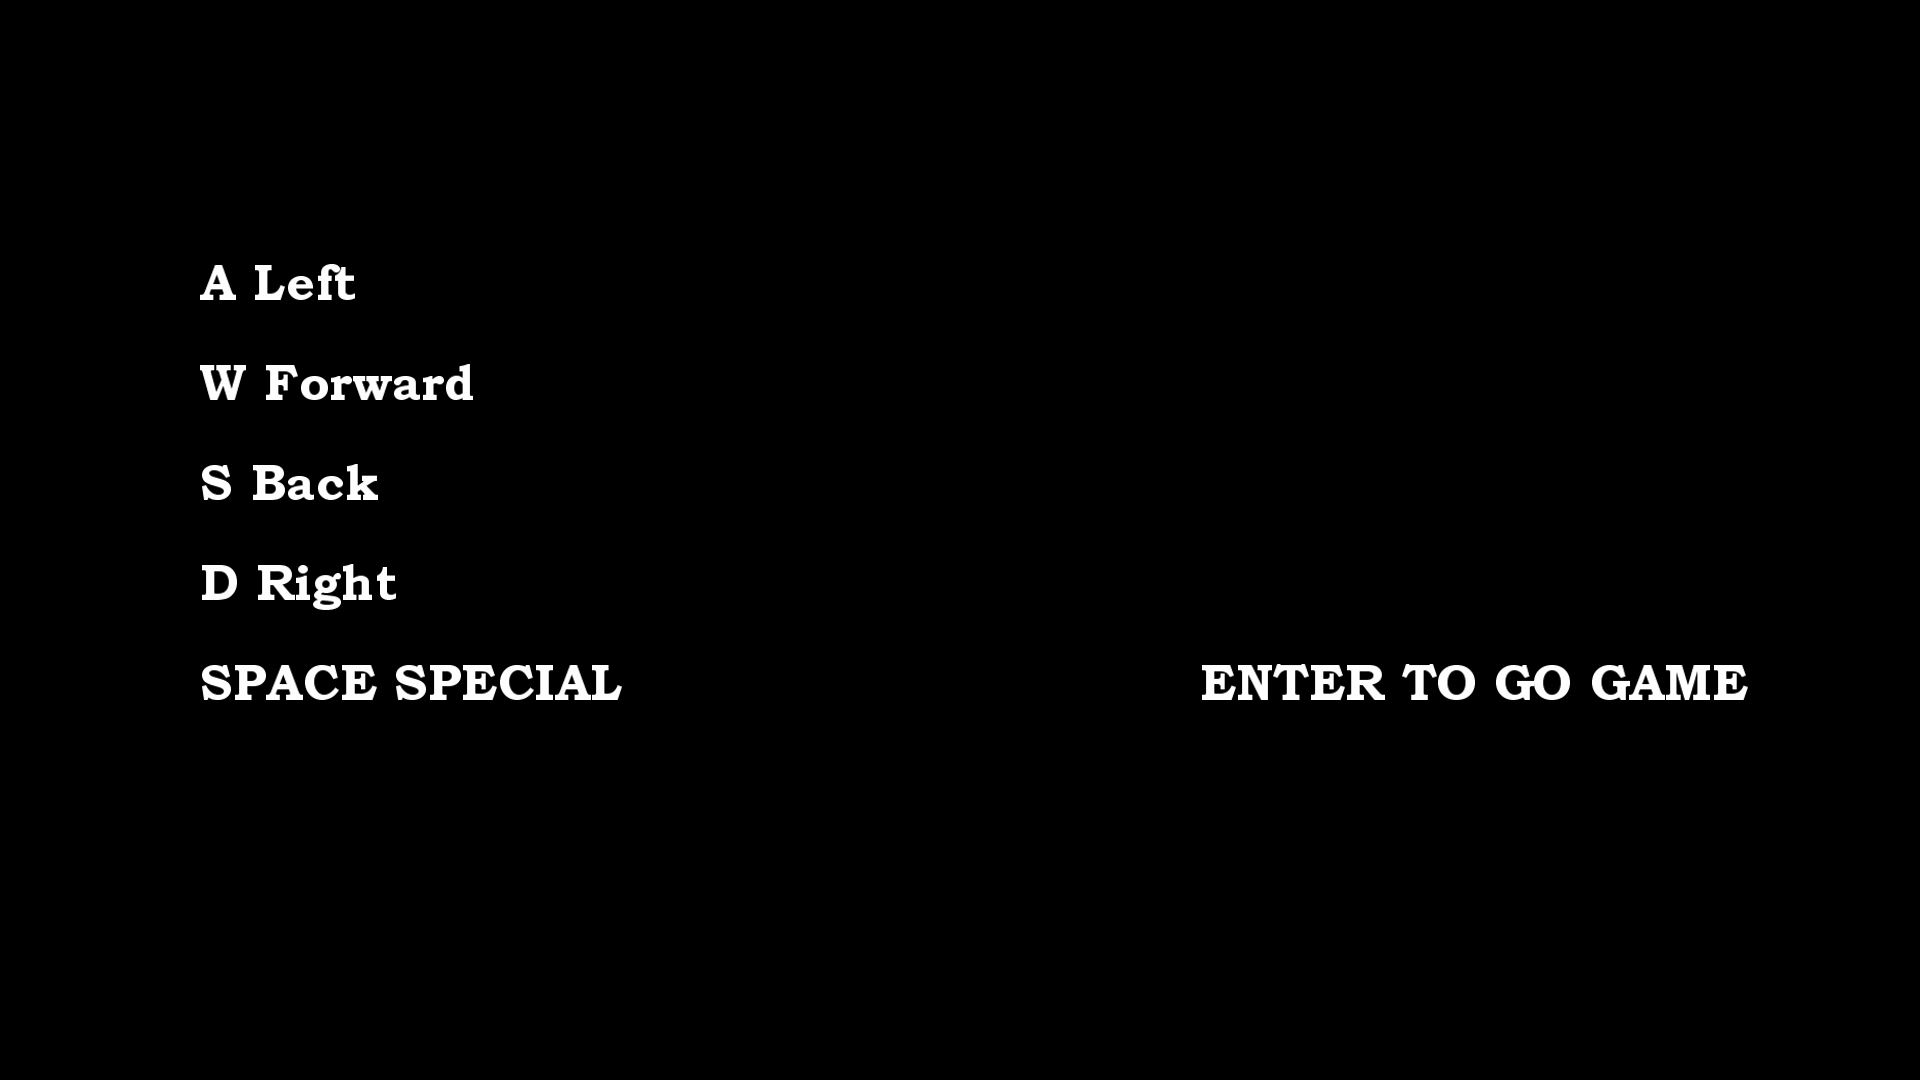 A Left
W Forward
S Back
D Right
SPACE SPECIAL
ENTER TO GO GAME